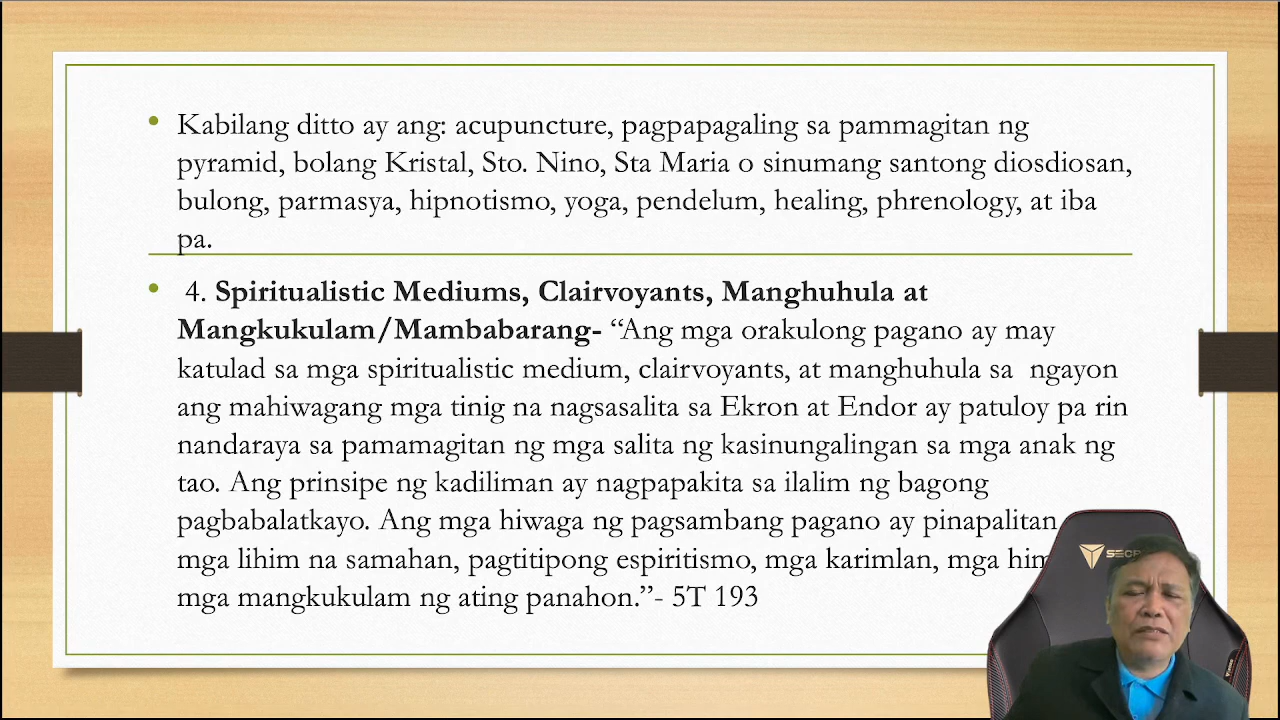 Kabilang ditto ay ang: acupuncture, pagpapagaling sa pammagitan ng
pyramid, bolang Kristal, Sto. Nino, Sta Maria o sinumang santong diosdiosan,
bulong, parmasya, hipnotismo, yoga, pendelum, healing, phrenology, at iba
pa.
4. Spiritualistic Mediums, Clairvoyants, Manghuhula at
Mangkukulam/Mambabarang- “Ang mga orakulong pagano ay may
katulad sa mga spiritualistic medium, clairvoyants, at manghuhula sa ngayon
ang mahiwagang mga tinig na nagsasalita sa Ekron at Endor ay patuloy pa rin
nandaraya sa pamamagitan ng mga salita ng kasinungalingan sa mga anak ng
tao. Ang prinsipe ng kadiliman ay nagpapakita sa ilalim ng bagong
pagbabalatkayo. Ang mga hiwaga ng pagsambang pagano ay pinapalitan
mga lihim na samahan, pagtitipong espiritismo, mga karimlan, mga
mga mangkukulam ng ating panahon.”- 5T 193